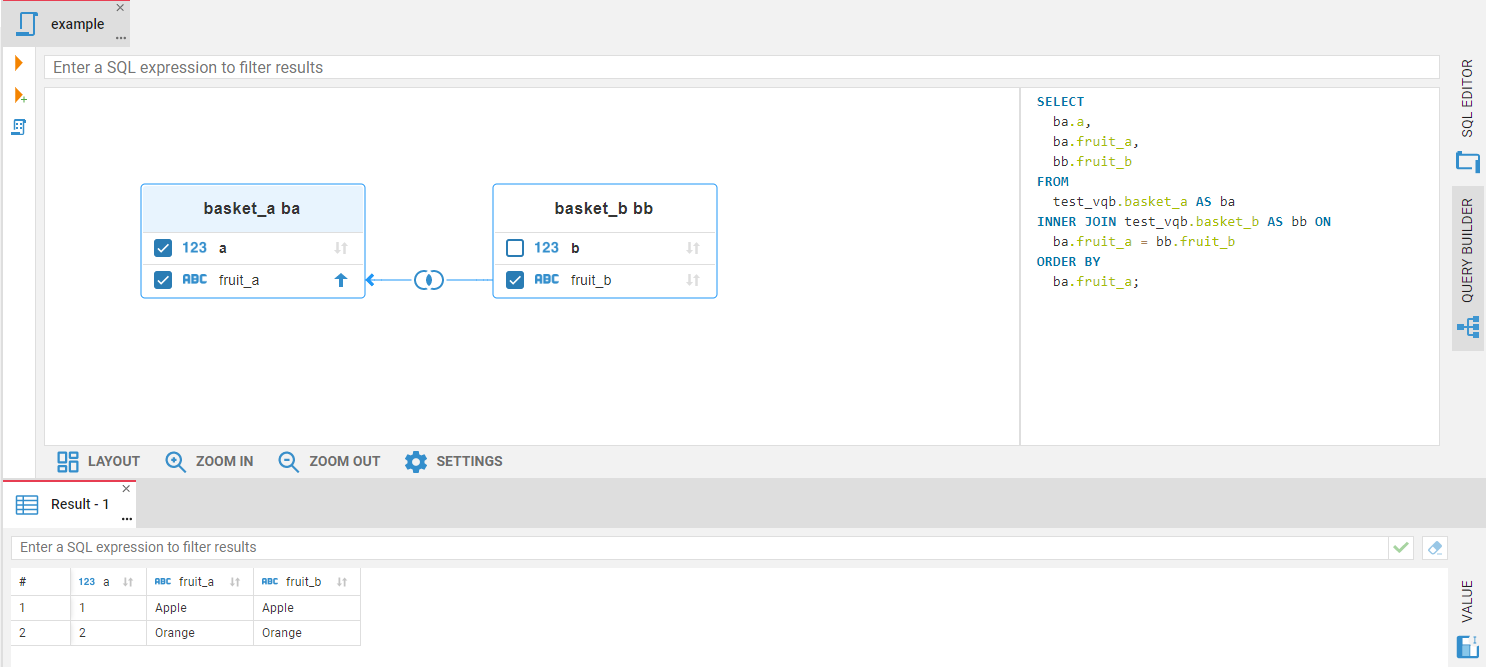 example
Enter a SQL expression to filter results
SELECT
ba.a,
ba.fruit_a,
bb.fruit_b
FROM
test_vqb.basket_a AS ba
INNER JOIN test_vqb.basket_b AS bb ON
ba.fruit_a = bb.fruit_b
ORDER BY
ba.fruit_a;
basket_a ba
123 a
ABC fruit_a
basket_b bb
123 b
ABC fruit_b
SQL EDITOR
QUERY BUILDER
LAYOUT ZOOM IN ZOOM OUT SETTINGS
Result - 1
Enter a SQL expression to filter results
# 123 a ABC fruit_a ABC fruit_b
1 1 Apple Apple
2 2 Orange Orange
VALUE